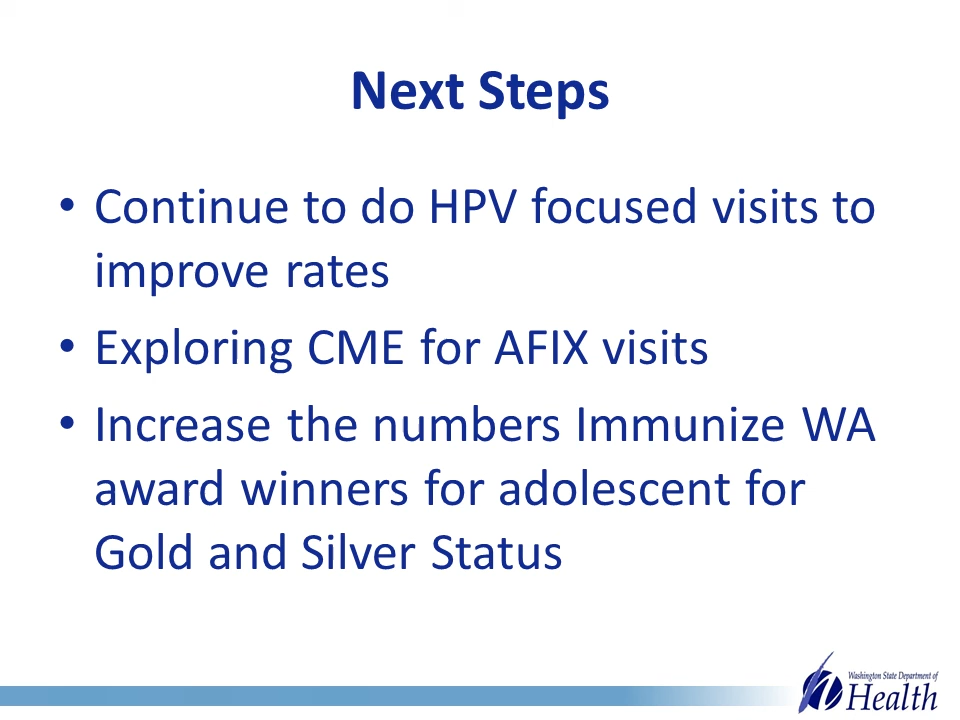 Next Steps
• Continue to do HPV focused visits to
improve rates
• Exploring CME for AFIX visits
• Increase the numbers Immunize WA
award winners for adolescent for
Gold and Silver Status
Washington State Department of
Health